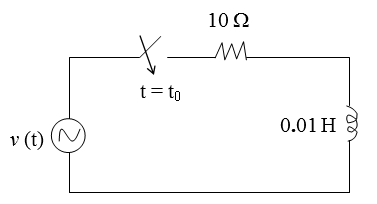 10 Ω
t = t₀
0.01 H
v (t)